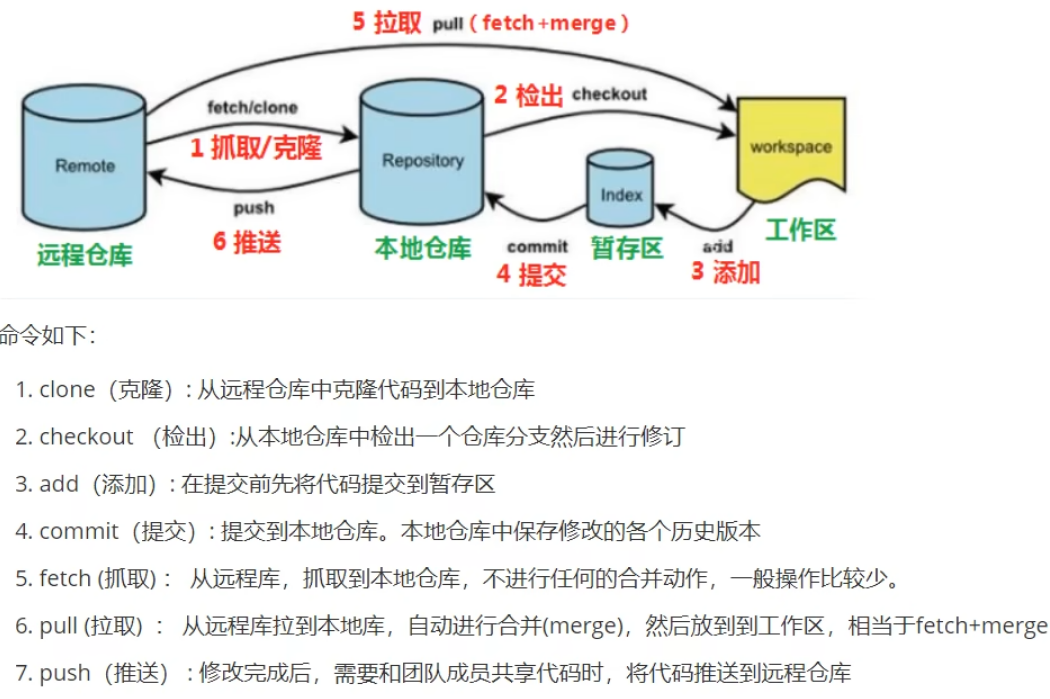 5 拉取 pull（fetch+merge）
fetch/clone
1 抓取/克隆
2 检出 checkout
Remote
Repository
Index
workspace
push
6 推送
远程仓库
本地仓库
commit
4 提交
暂存区
add
3 添加
工作区
命令如下：
1. clone（克隆）: 从远程仓库中克隆代码到本地仓库
2. checkout （检出）:从本地仓库中检出一个仓库分支然后进行修订
3. add（添加）: 在提交前先将代码提交到暂存区
4. commit（提交）: 提交到本地仓库。本地仓库中保存修改的各个历史版本
5. fetch (抓取) ： 从远程库，抓取到本地仓库，不进行任何的合并动作，一般操作比较少。
6. pull (拉取) ： 从远程库拉到本地库，自动进行合并(merge)，然后放到到工作区，相当于fetch+merge
7. push（推送） : 修改完成后，需要和团队成员共享代码时，将代码推送到远程仓库